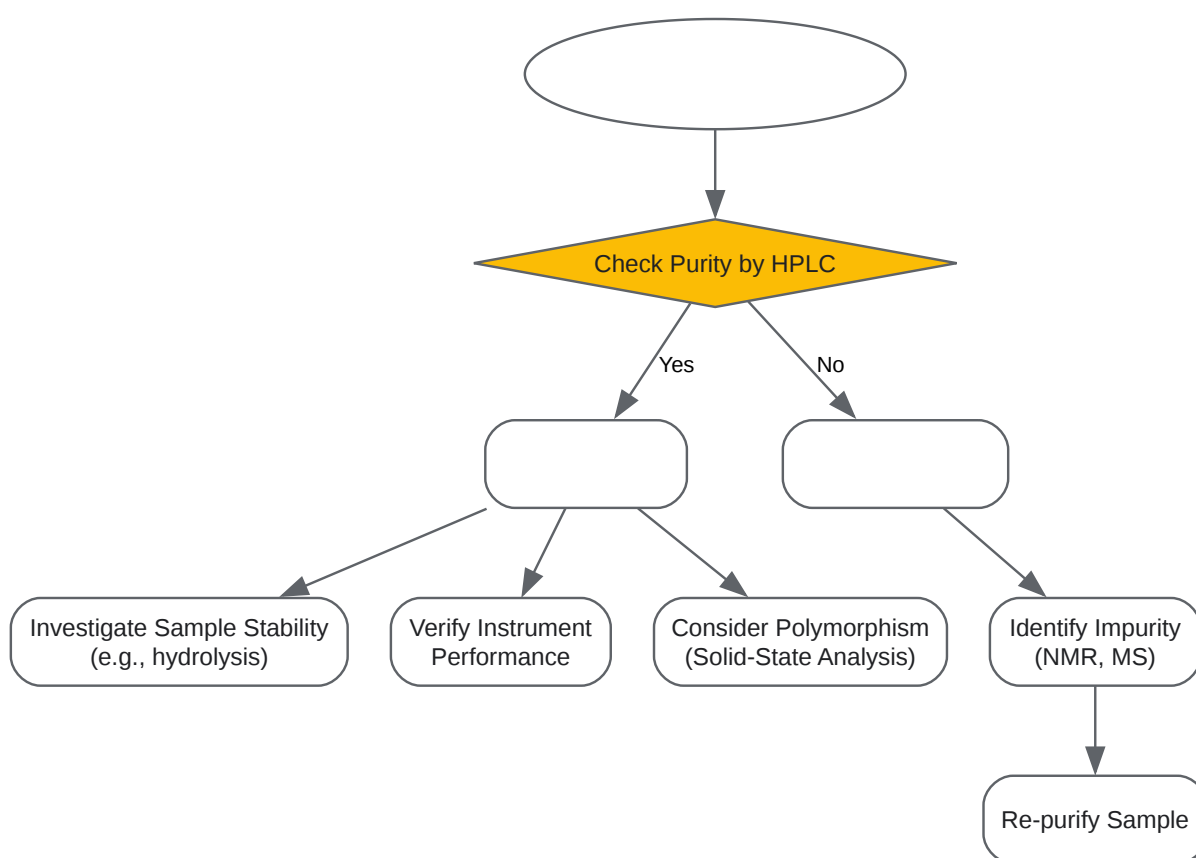 Check Purity by HPLC
Yes
No
Investigate Sample Stability
(e.g., hydrolysis)
Verify Instrument
Performance
Consider Polymorphism
(Solid-State Analysis)
Identify Impurity
(NMR, MS)
Re-purify Sample